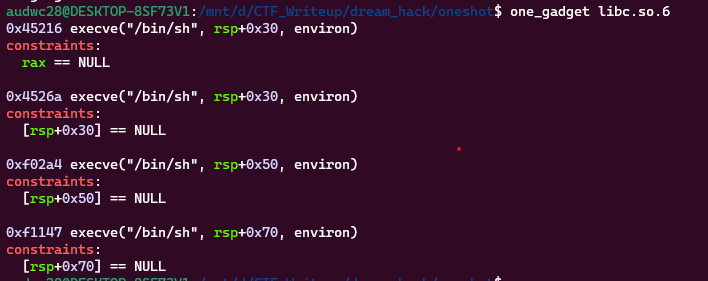 audwc28@DESKTOP-8SF73V1:/mnt/d/CTF_Writeup/dream_hack/oneshot$ one_gadget libc.so.6
0x45216 execve("/bin/sh", rsp+0x30, environ)
constraints:
  rax == NULL
0x4526a execve("/bin/sh", rsp+0x30, environ)
constraints:
  [rsp+0x30] == NULL
0xf02a4 execve("/bin/sh", rsp+0x50, environ)
constraints:
  [rsp+0x50] == NULL
0xf1147 execve("/bin/sh", rsp+0x70, environ)
constraints:
  [rsp+0x70] == NULL